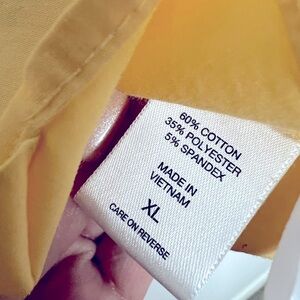 60% COTTON
35% POLYESTER
5% SPANDEX
MADE IN
VIETNAM
XL
CARE ON REVERSE